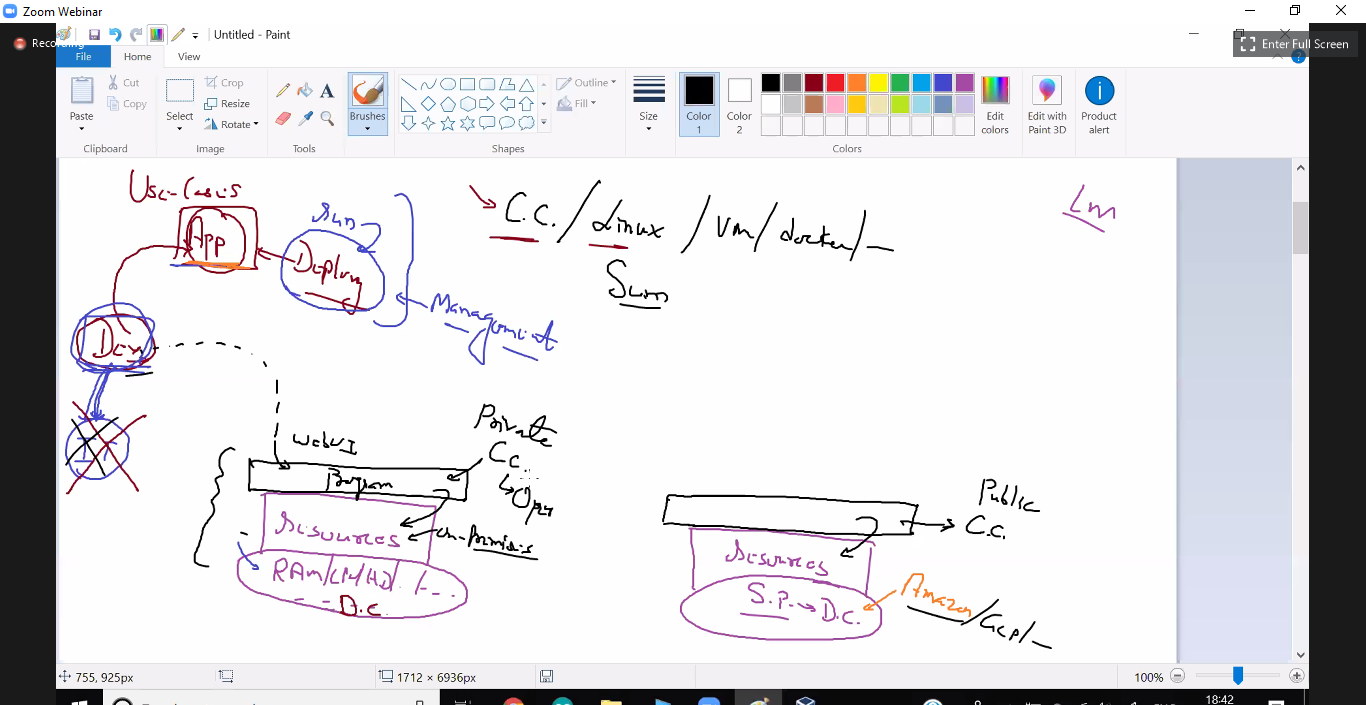 Zoom Webinar
Recording
Untitled - Paint
Enter Full Screen
File Home View
Paste Cut Copy
Select Crop Resize Rotate
Brushes
Outline Fill
Size
Color 1
Color 2
Edit colors
Edit with Paint 3D
Product alert
Clipboard Image Tools Shapes Colors
Use-Cases
App
run
Deploy
Management
C.C. / Linux / Vm / docker / -
Sum
Lm
Dev
IT
Private
C.C.
WebUI
Program
resources
on-premises
RAM/CPU/HD/-..
D.C.
Public
C.C.
resources
S.P. → D.C.
Amazon/GCP/-
755, 925px
1712 × 6936px
100%
18:42